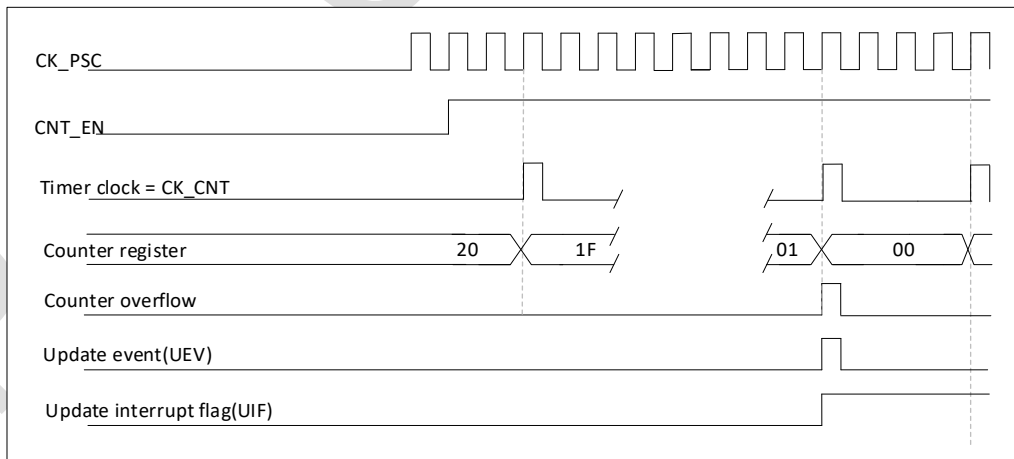 CK_PSC
CNT_EN
Timer clock = CK_CNT
Counter register 20 1F 01 00
Counter overflow
Update event(UEV)
Update interrupt flag(UIF)